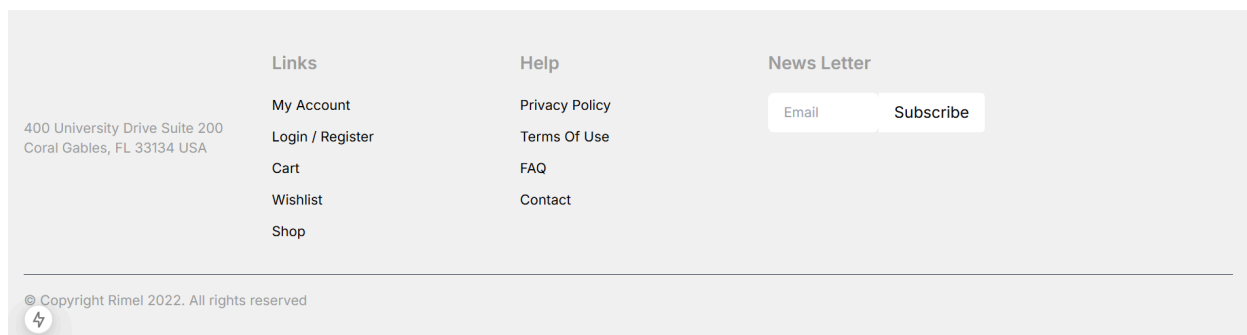 400 University Drive Suite 200
Coral Gables, FL 33134 USA
Links
My Account
Login / Register
Cart
Wishlist
Shop
Help
Privacy Policy
Terms Of Use
FAQ
Contact
News Letter
Email
Subscribe
© Copyright Rimel 2022. All rights reserved